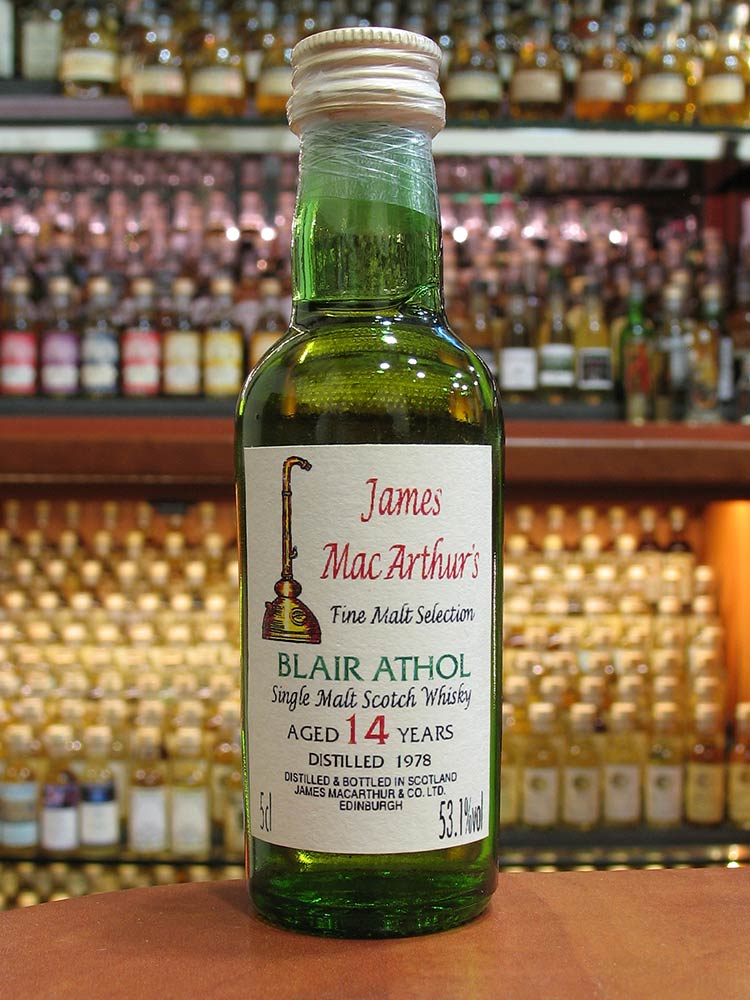 James
MacArthur's
Fine Malt Selection
BLAIR ATHOL
Single Malt Scotch Whisky
AGED 14 YEARS
DISTILLED 1978
DISTILLED & BOTTLED IN SCOTLAND
JAMES MACARTHUR & CO. LTD.
EDINBURGH
5cl 53.1%vol